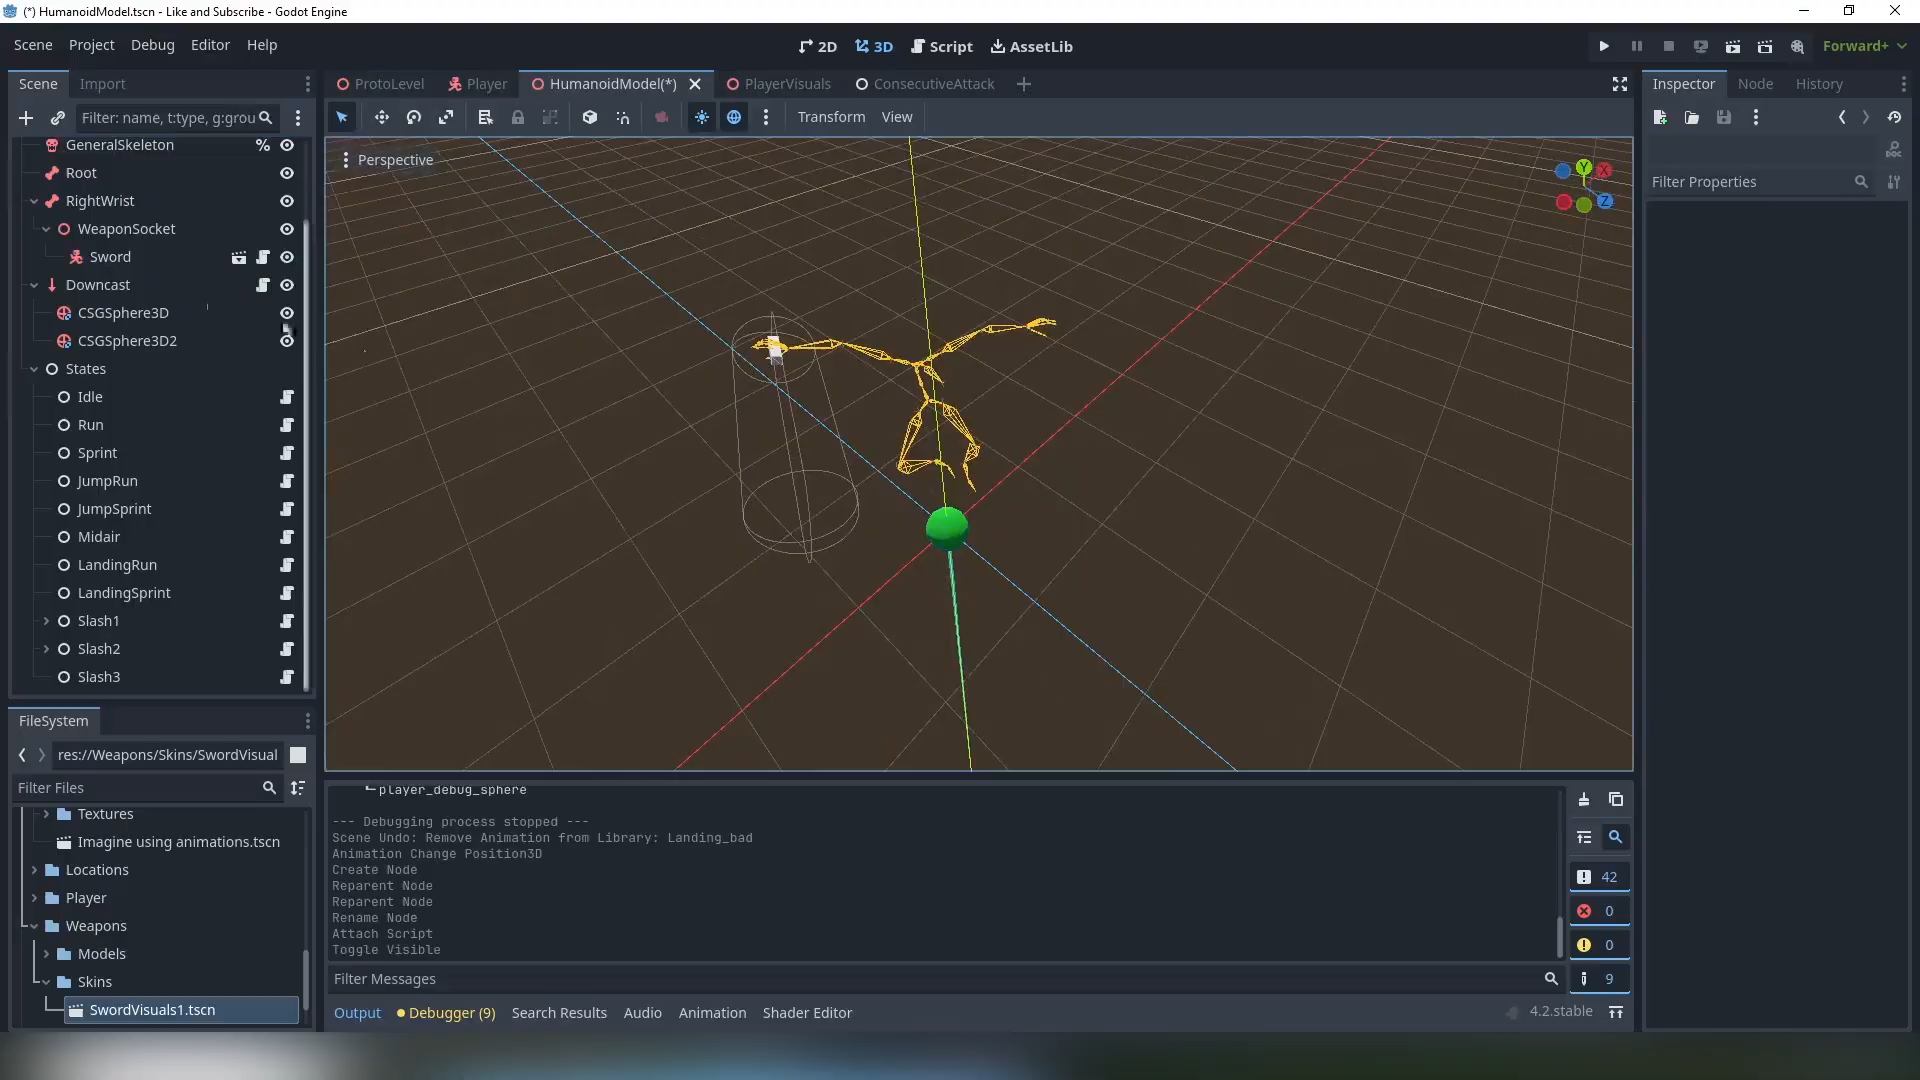 (*) HumanoidModel.tscn - Like and Subscribe - Godot Engine
Scene Project Debug Editor Help
2D 3D Script AssetLib
Forward+
Scene Import
ProtoLevel Player HumanoidModel(*) PlayerVisuals ConsecutiveAttack
Inspector Node History
Filter: name, t:type, g:grou
Transform View
GeneralSkeleton
Root
RightWrist
WeaponSocket
Sword
Downcast
CSGSphere3D
CSGSphere3D2
States
Idle
Run
Sprint
JumpRun
JumpSprint
Midair
LandingRun
LandingSprint
Slash1
Slash2
Slash3
Perspective
Y X Z
Filter Properties
FileSystem
res://Weapons/Skins/SwordVisual
Filter Files
Textures
Imagine using animations.tscn
Locations
Player
Weapons
Models
Skins
SwordVisuals1.tscn
player_debug_sphere
--- Debugging process stopped ---
Scene Undo: Remove Animation from Library: Landing_bad
Animation Change Position3D
Create Node
Reparent Node
Reparent Node
Rename Node
Attach Script
Toggle Visible
42
0
0
9
Filter Messages
Output Debugger (9) Search Results Audio Animation Shader Editor
4.2.stable